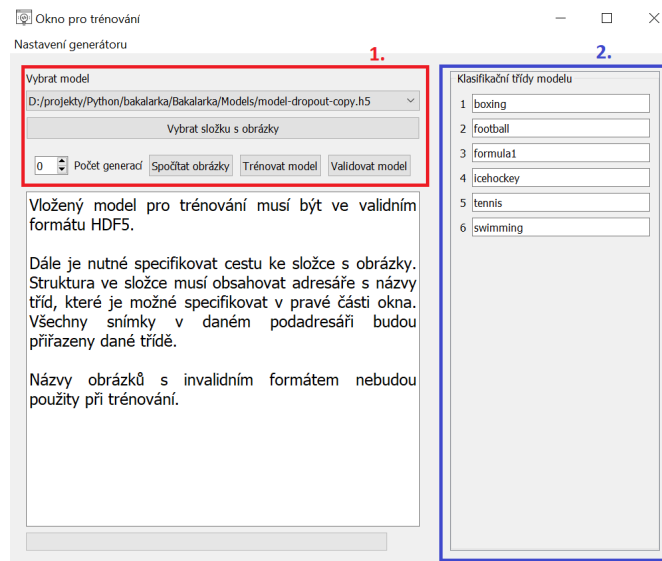 Okno pro trénování
Nastavení generátoru
1.
2.
Vybrat model
D:/projekty/Python/bakalarka/Bakalarka/Models/model-dropout-copy.h5
Vybrat složku s obrázky
0 Počet generací Spočítat obrázky Trénovat model Validovat model
Vložený model pro trénování musí být ve validním
formátu HDF5.
Dále je nutné specifikovat cestu ke složce s obrázky.
Struktura ve složce musí obsahovat adresáře s názvy
tříd, které je možné specifikovat v pravé části okna.
Všechny snímky v daném podadresáři budou
přiřazeny dané třídě.
Názvy obrázků s invalidním formátem nebudou
použity při trénování.
Klasifikační třídy modelu
1 boxing
2 football
3 formula1
4 icehockey
5 tennis
6 swimming